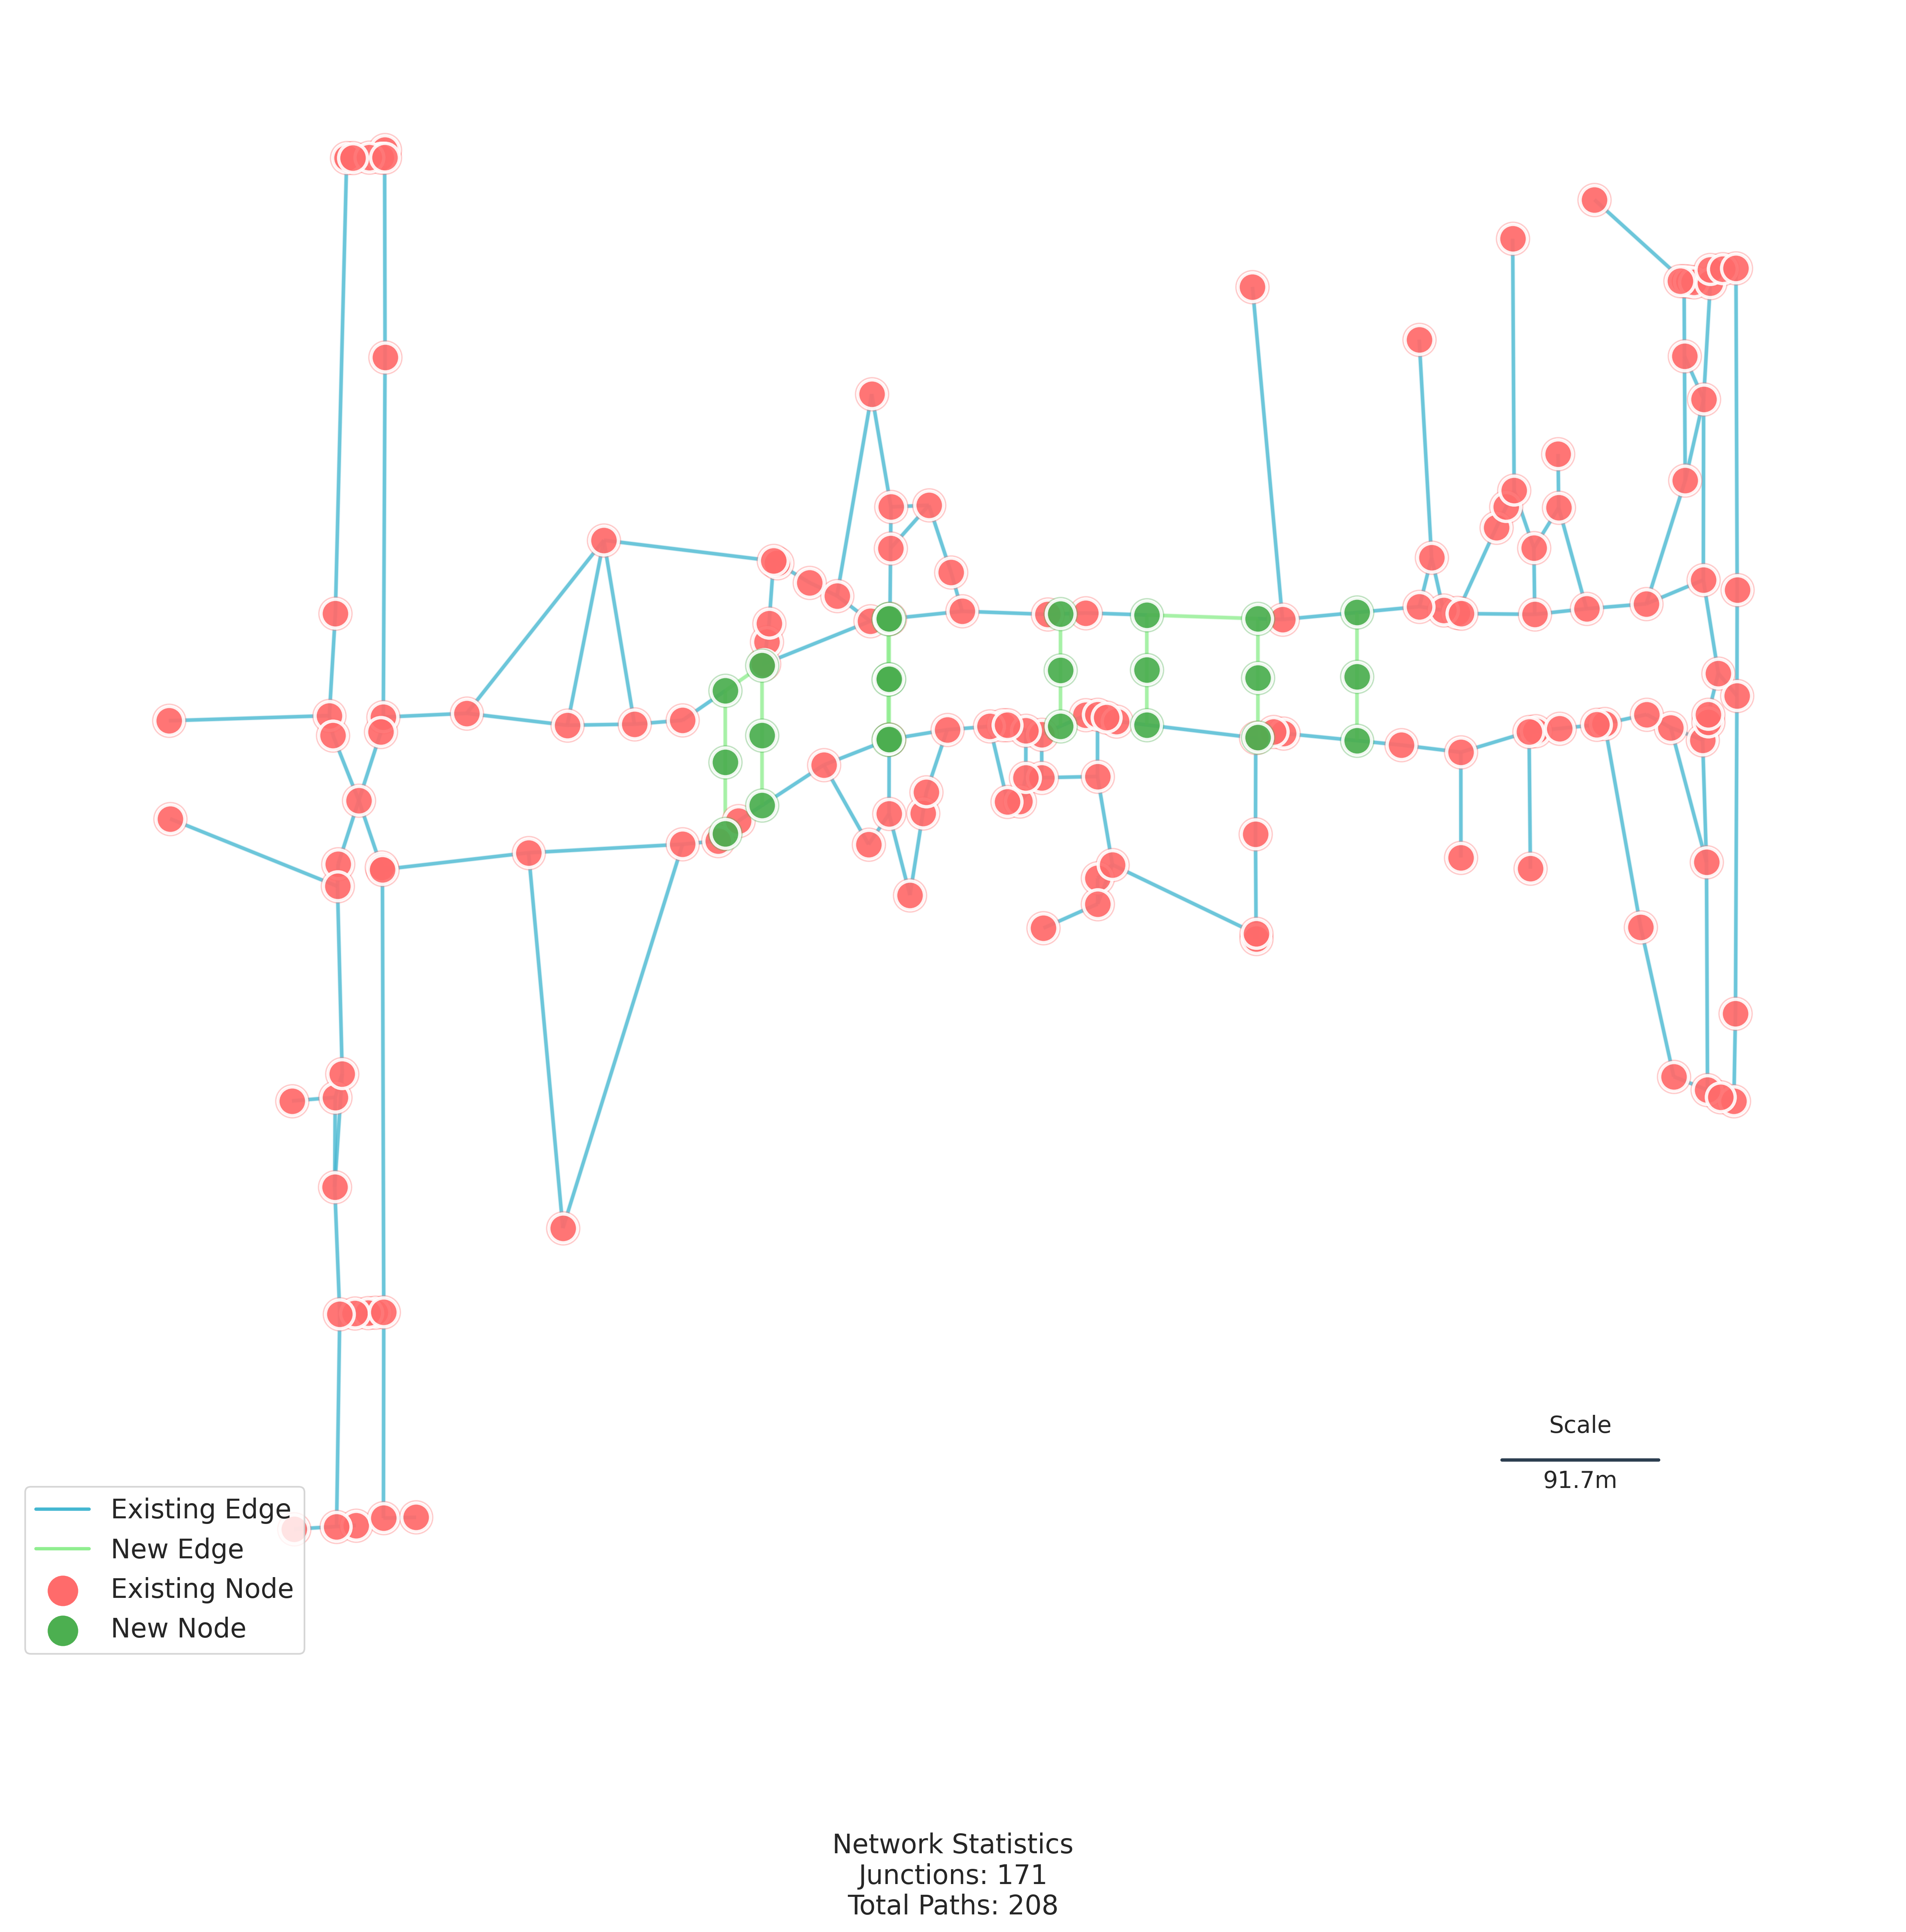 Scale
91.7m
Existing Edge
New Edge
Existing Node
New Node
Network Statistics
Junctions: 171
Total Paths: 208